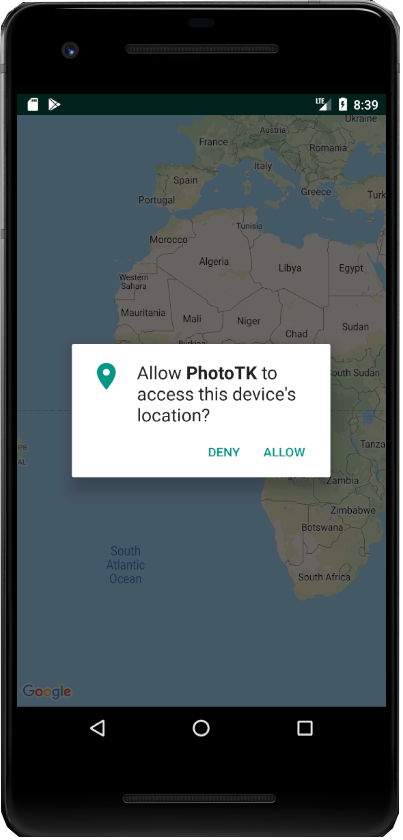 LTE 8:39
Ukraine
Austria
France
Romania
Italy
Spain
Greece
Turk
Portugal
Tunisia
Morocco
Algeria
Libya
Egypt
Western
Sahara
Mauritania
Mali
Niger
Sudan
Chad
Allow PhotoTK to
access this device's
location?
DENY ALLOW
South Sudan
Tanza
AL
Zambia
Zimbabwe
Botswana
South Africa
South
Atlantic
Ocean
Google